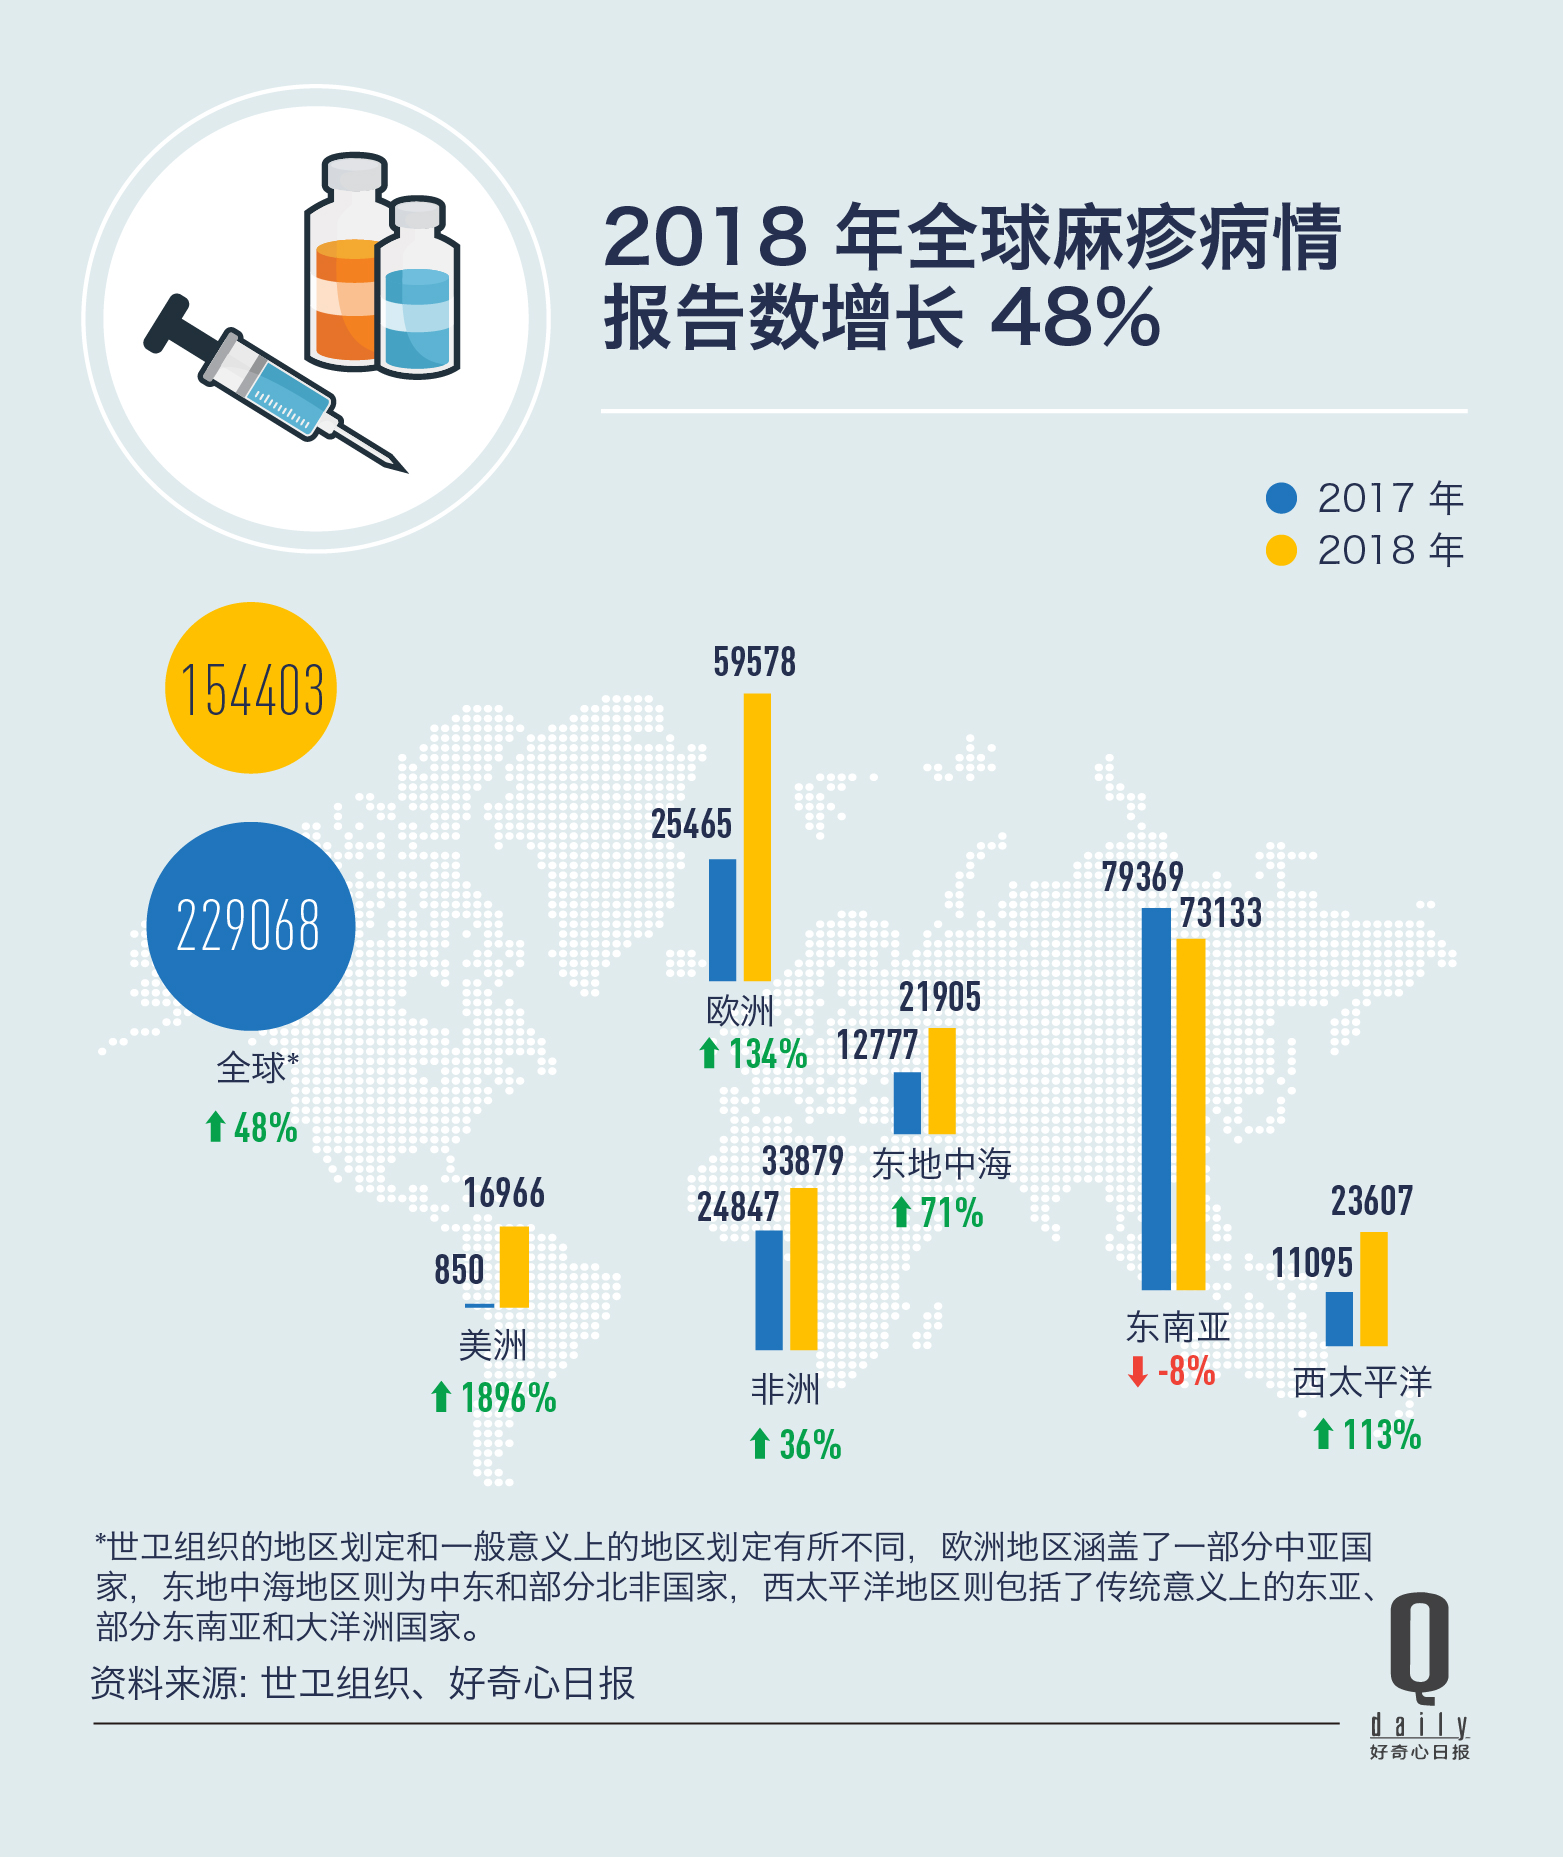 2018 年全球麻疹病情
报告数增长 48%
2017 年
2018 年
154403
229068
全球*
48%
59578
25465
欧洲
134%
21905
12777
东地中海
71%
79369
73133
东南亚
-8%
16966
850
美洲
1896%
33879
24847
非洲
36%
23607
11095
西太平洋
113%
*世卫组织的地区划定和一般意义上的地区划定有所不同，欧洲地区涵盖了一部分中亚国
家，东地中海地区则为中东和部分北非国家，西太平洋地区则包括了传统意义上的东亚、
部分东南亚和大洋洲国家。
资料来源: 世卫组织、好奇心日报
Q
daily
好奇心日报